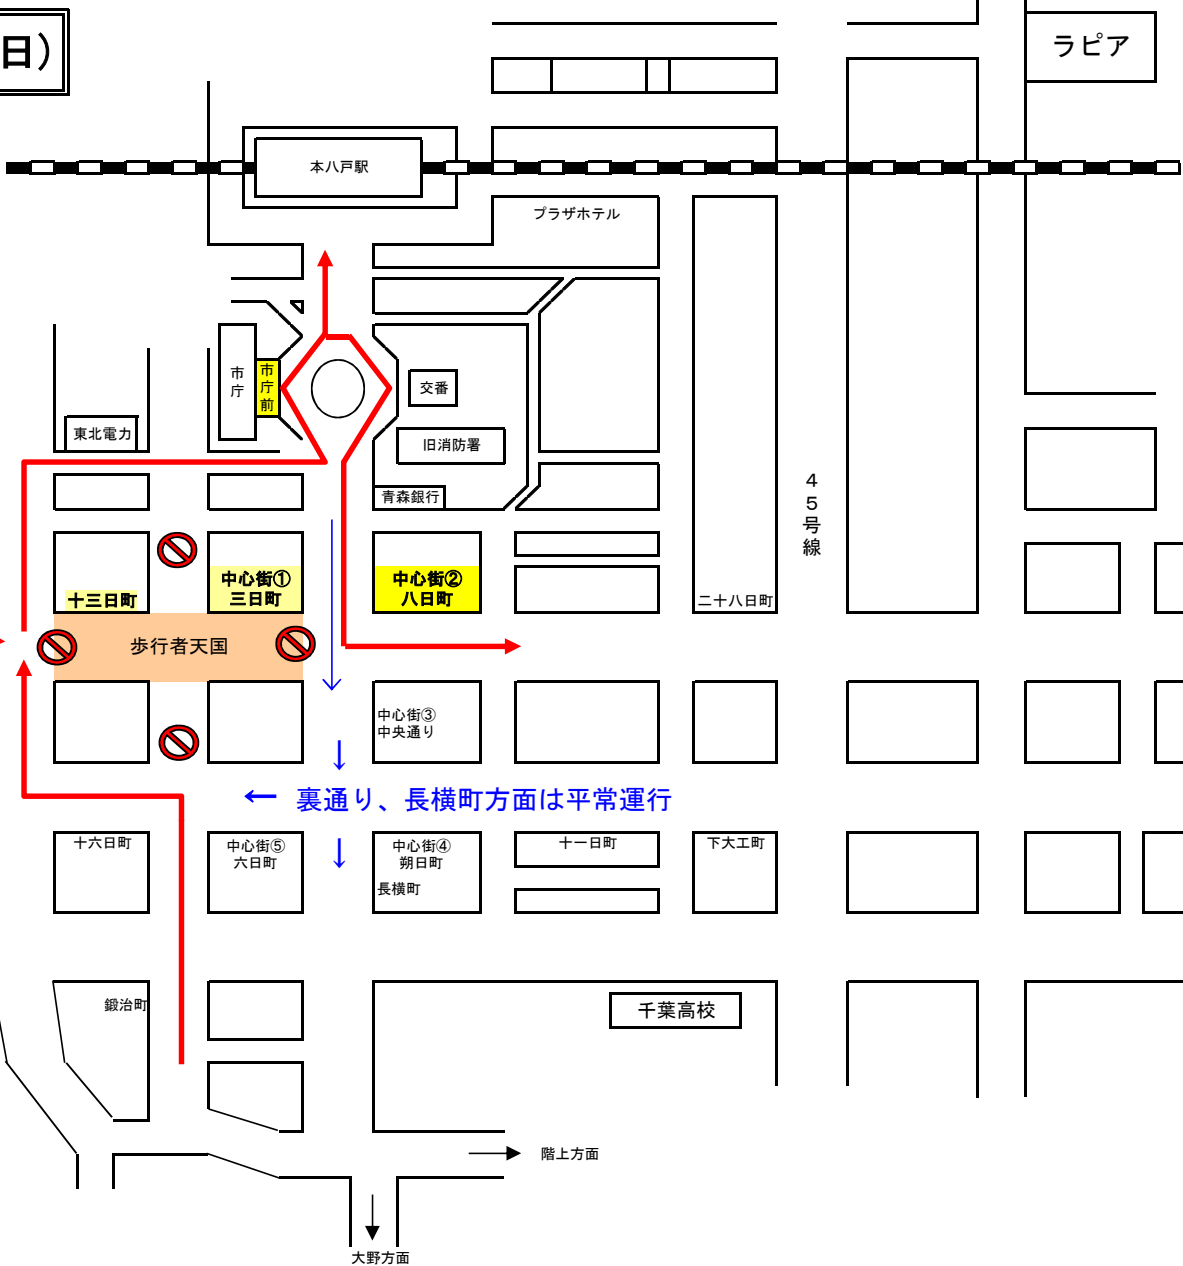 日）
ラピア
本八戸駅
プラザホテル
市庁
市庁前
交番
東北電力
旧消防署
青森銀行
４５号線
十三日町
中心街①
三日町
中心街②
八日町
二十八日町
歩行者天国
中心街③
中央通り
← 裏通り、長横町方面は平常運行
十六日町
中心街⑤
六日町
中心街④
朔日町
長横町
十一日町
下大工町
鍛治町
千葉高校
階上方面
大野方面